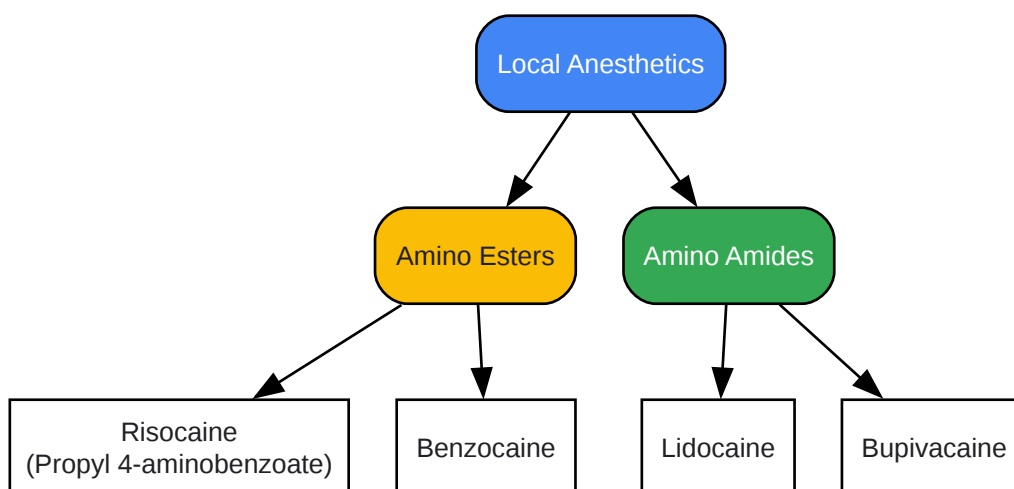 Local Anesthetics
Amino Esters
Amino Amides
Risocaine
(Propyl 4-aminobenzoate)
Benzocaine
Lidocaine
Bupivacaine